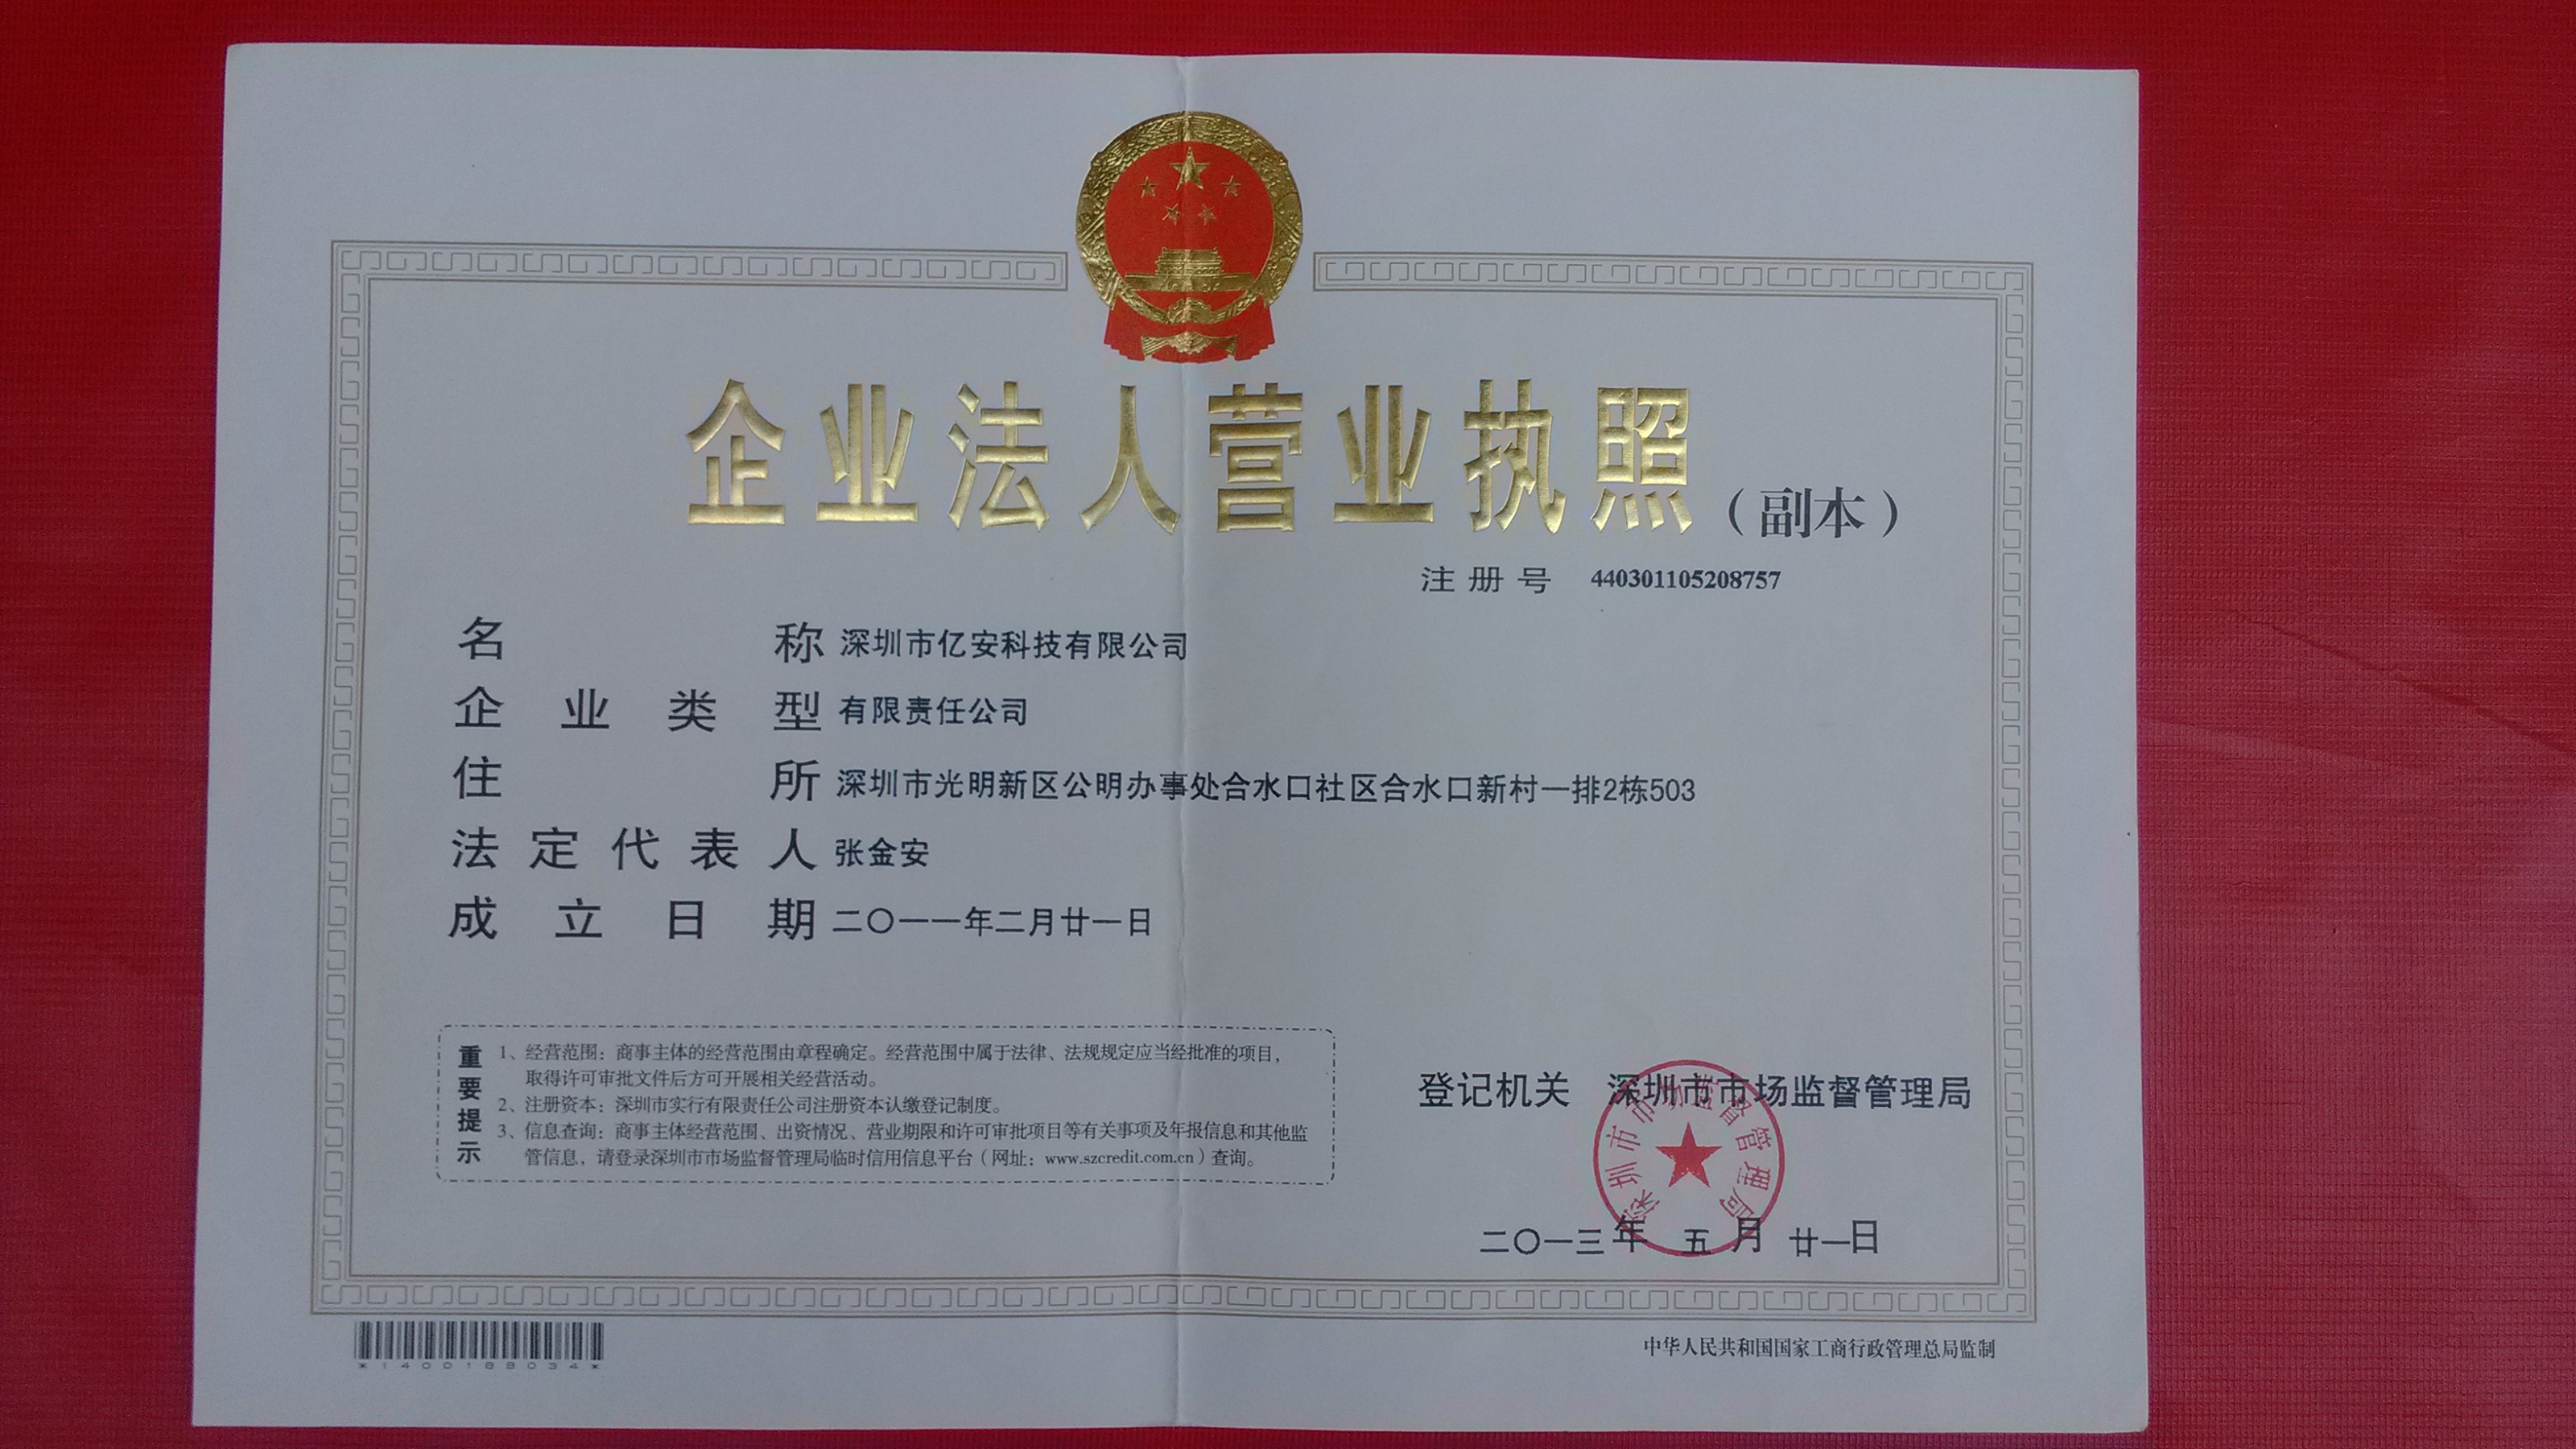 企业法人营业执照（副本）
注册号 440301105208757
名称 深圳市亿安科技有限公司
企业类型 有限责任公司
住所 深圳市光明新区公明办事处合水口社区合水口新村一排2栋503
法定代表人 张金安
成立日期 二〇一一年二月廿一日
重要提示
1、经营范围：商事主体的经营范围由章程确定。经营范围中属于法律、法规规定应当经批准的项目，
取得许可审批文件后方可开展相关经营活动。
2、注册资本：深圳市实行有限责任公司注册资本认缴登记制度。
3、信息查询：商事主体经营范围、出资情况、营业期限和许可审批项目等有关事项及年报信息和其他监
管信息，请登录深圳市市场监督管理局临时信用信息平台（网址：www.szcredit.com.cn）查询。
登记机关 深圳市市场监督管理局
深圳市市场监督管理局
二〇一三年 五月 廿一日
*1400188034*
中华人民共和国国家工商行政管理总局监制